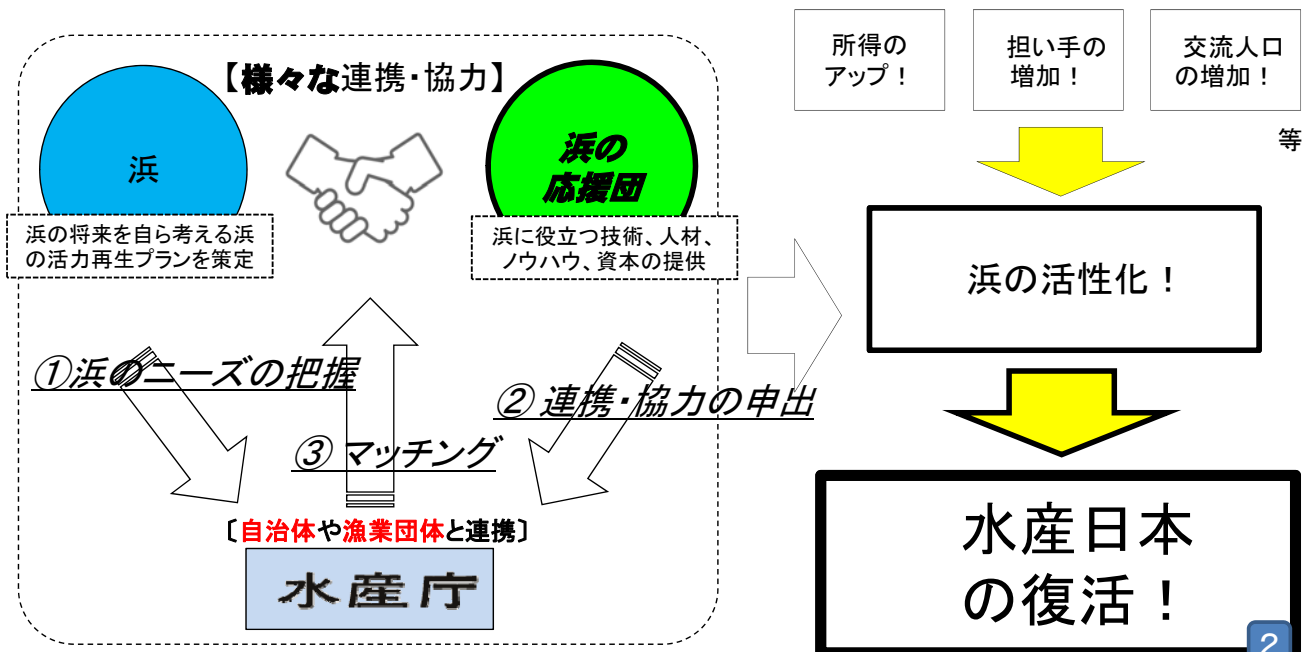 【様々な連携・協力】
浜
浜の
応援団
浜の将来を自ら考える浜
の活力再生プランを策定
浜に役立つ技術、人材、
ノウハウ、資本の提供
①浜のニーズの把握
②連携・協力の申出
③マッチング
〔自治体や漁業団体と連携〕
水産庁
所得の
アップ！
担い手の
増加！
交流人口
の増加！
等
浜の活性化！
水産日本
の復活！
2